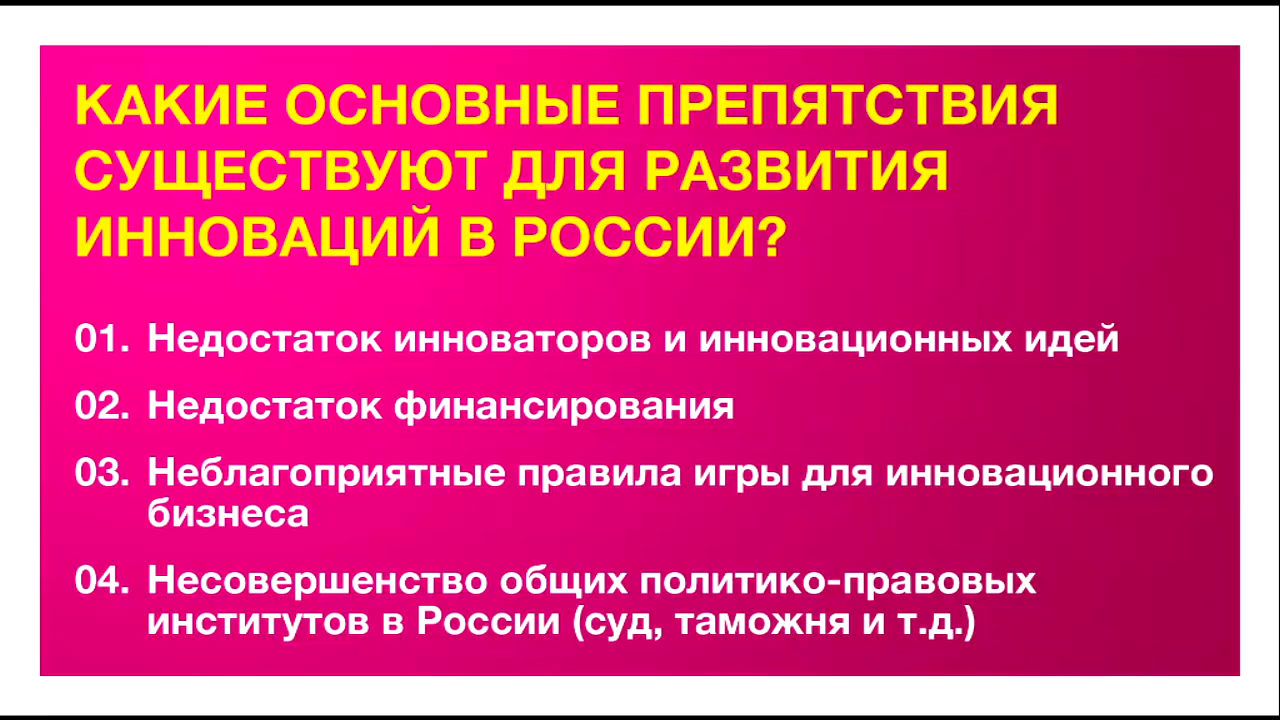 КАКИЕ ОСНОВНЫЕ ПРЕПЯТСТВИЯ
СУЩЕСТВУЮТ ДЛЯ РАЗВИТИЯ
ИННОВАЦИЙ В РОССИИ?
01. Недостаток инноваторов и инновационных идей
02. Недостаток финансирования
03. Неблагоприятные правила игры для инновационного
бизнеса
04. Несовершенство общих политико-правовых
институтов в России (суд, таможня и т.д.)